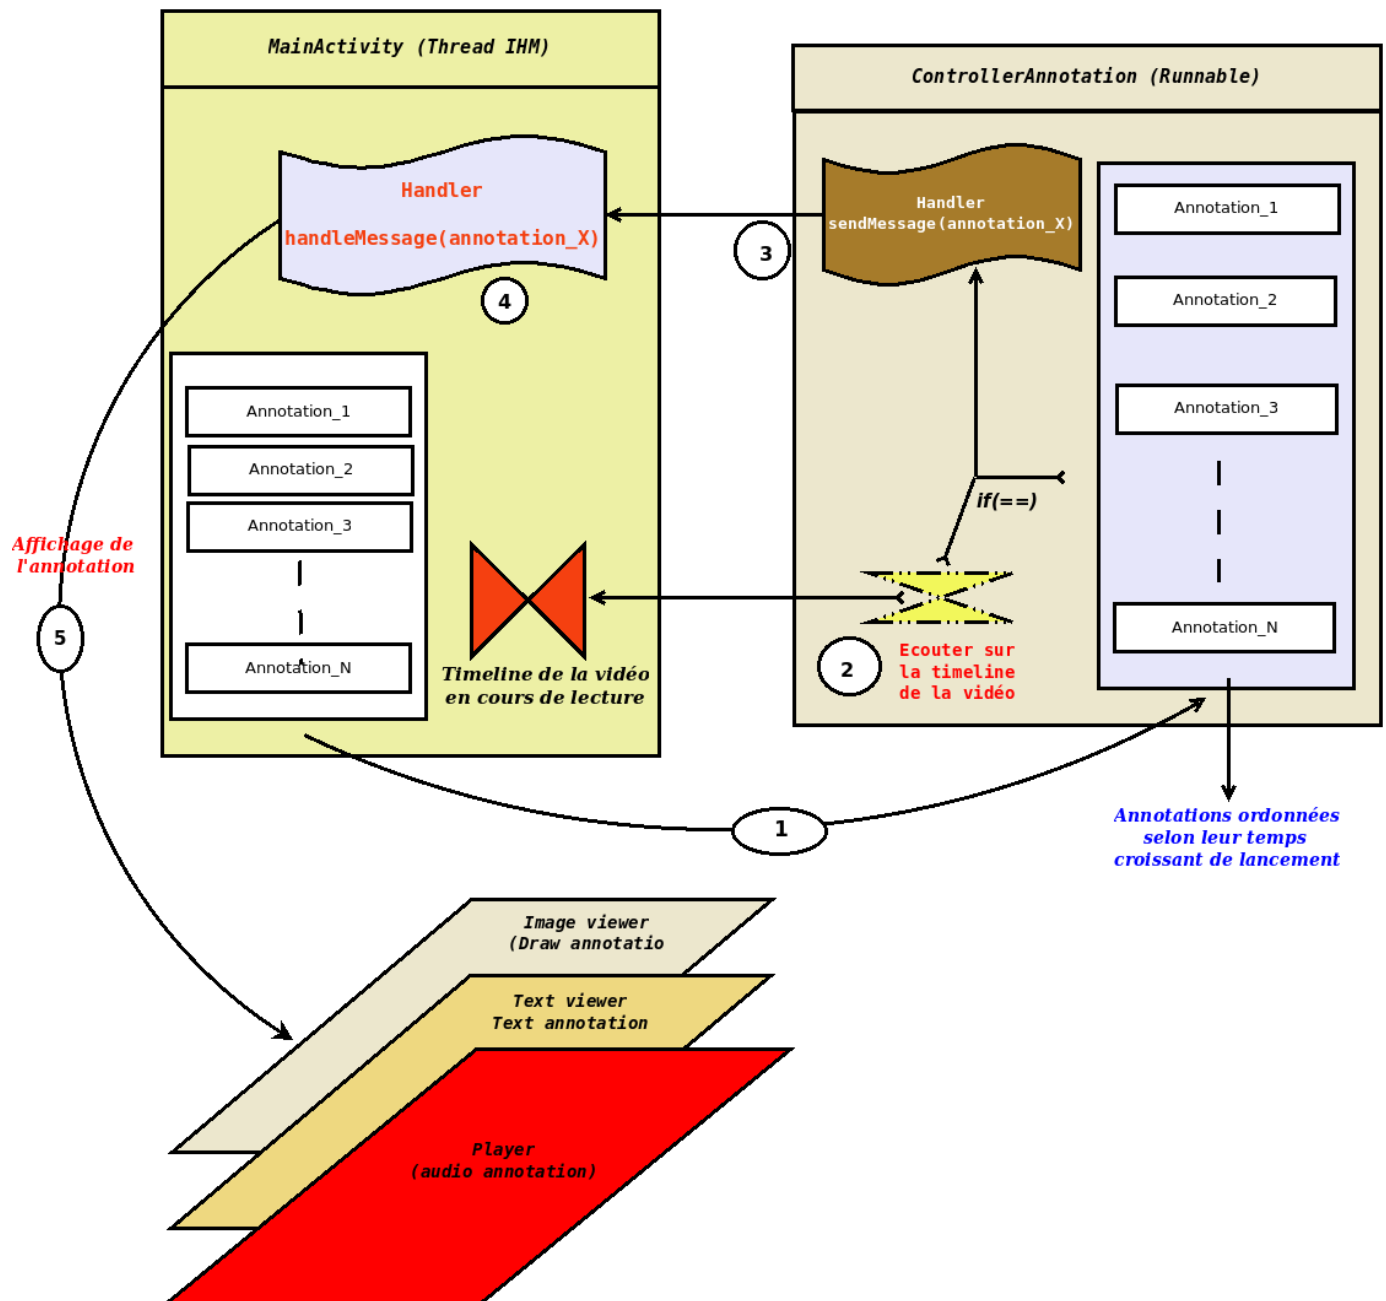 MainActivity (Thread IHM)
Handler
handleMessage(annotation_X)
4
Annotation_1
Annotation_2
Annotation_3
Annotation_N
Timeline de la vidéo
en cours de lecture
ControllerAnnotation (Runnable)
Handler
sendMessage(annotation_X)
3
Annotation_1
Annotation_2
Annotation_3
Annotation_N
if(==)
2
Ecouter sur
la timeline
de la vidéo
Affichage de
l'annotation
5
1
Annotations ordonnées
selon leur temps
croissant de lancement
Image viewer
(Draw annotatio
Text viewer
Text annotation
Player
(audio annotation)